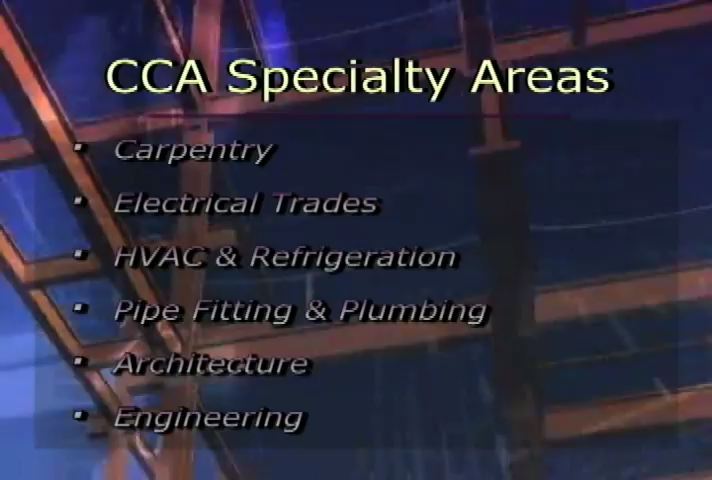 CCA Specialty Areas
▪ Carpentry
▪ Electrical Trades
▪ HVAC & Refrigeration
▪ Pipe Fitting & Plumbing
▪ Architecture
▪ Engineering